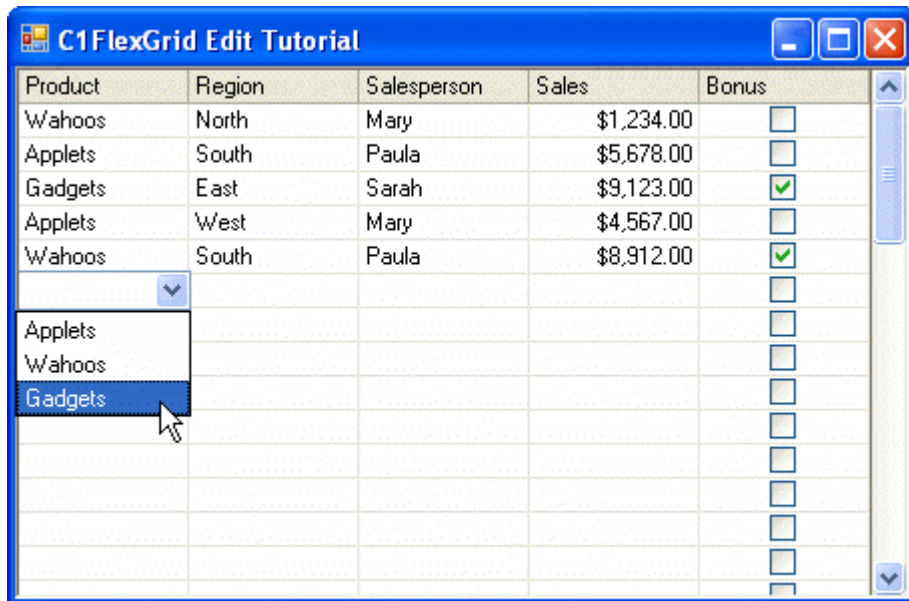 C1FlexGrid Edit Tutorial
Product Region Salesperson Sales Bonus
Wahoos North Mary $1,234.00
Applets South Paula $5,678.00
Gadgets East Sarah $9,123.00
Applets West Mary $4,567.00
Wahoos South Paula $8,912.00
Applets
Wahoos
Gadgets